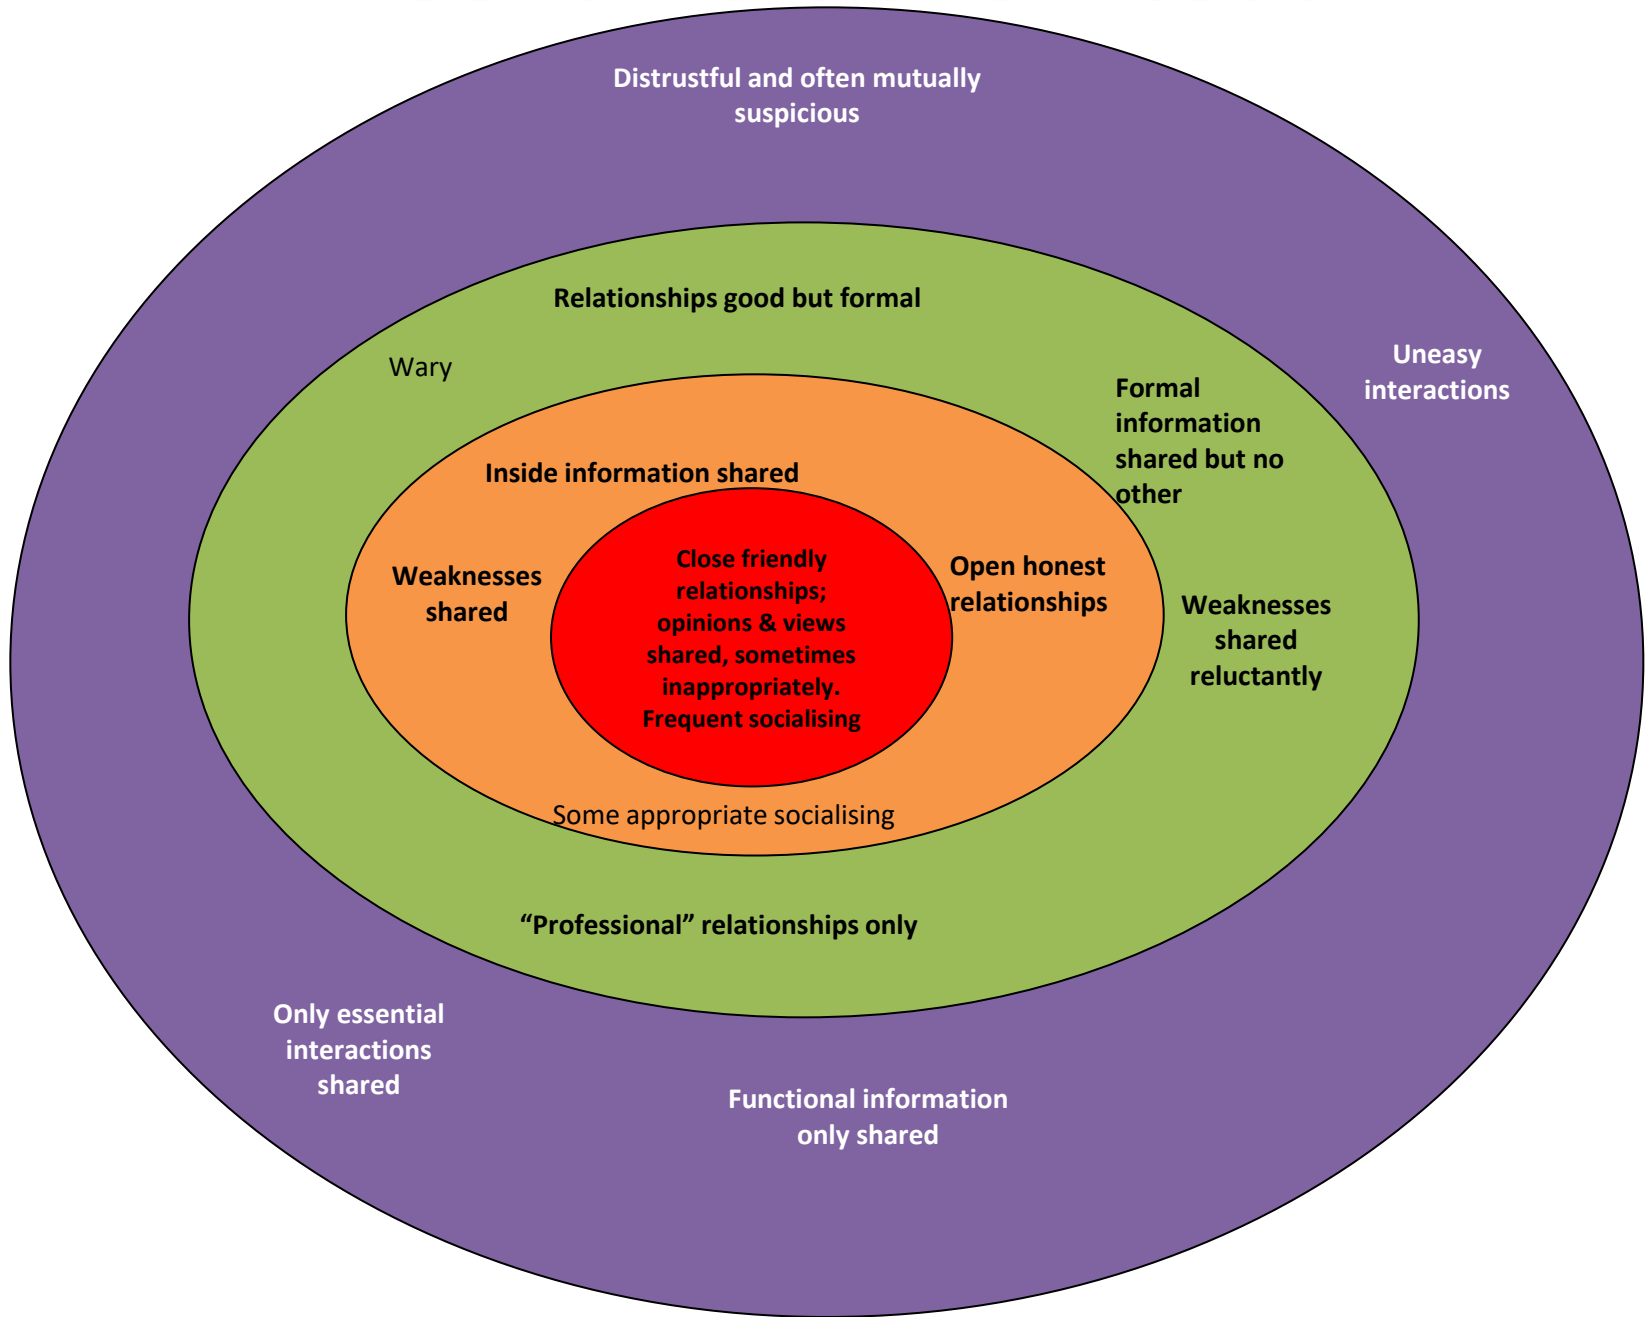 Distrustful and often mutually
suspicious
Relationships good but formal
Uneasy
interactions
Wary
Formal
information
shared but no
other
Inside information shared
Weaknesses
shared
Close friendly
relationships;
opinions & views
shared, sometimes
inappropriately.
Frequent socialising
Open honest
relationships
Weaknesses
shared
reluctantly
Some appropriate socialising
“Professional” relationships only
Only essential
interactions
shared
Functional information
only shared